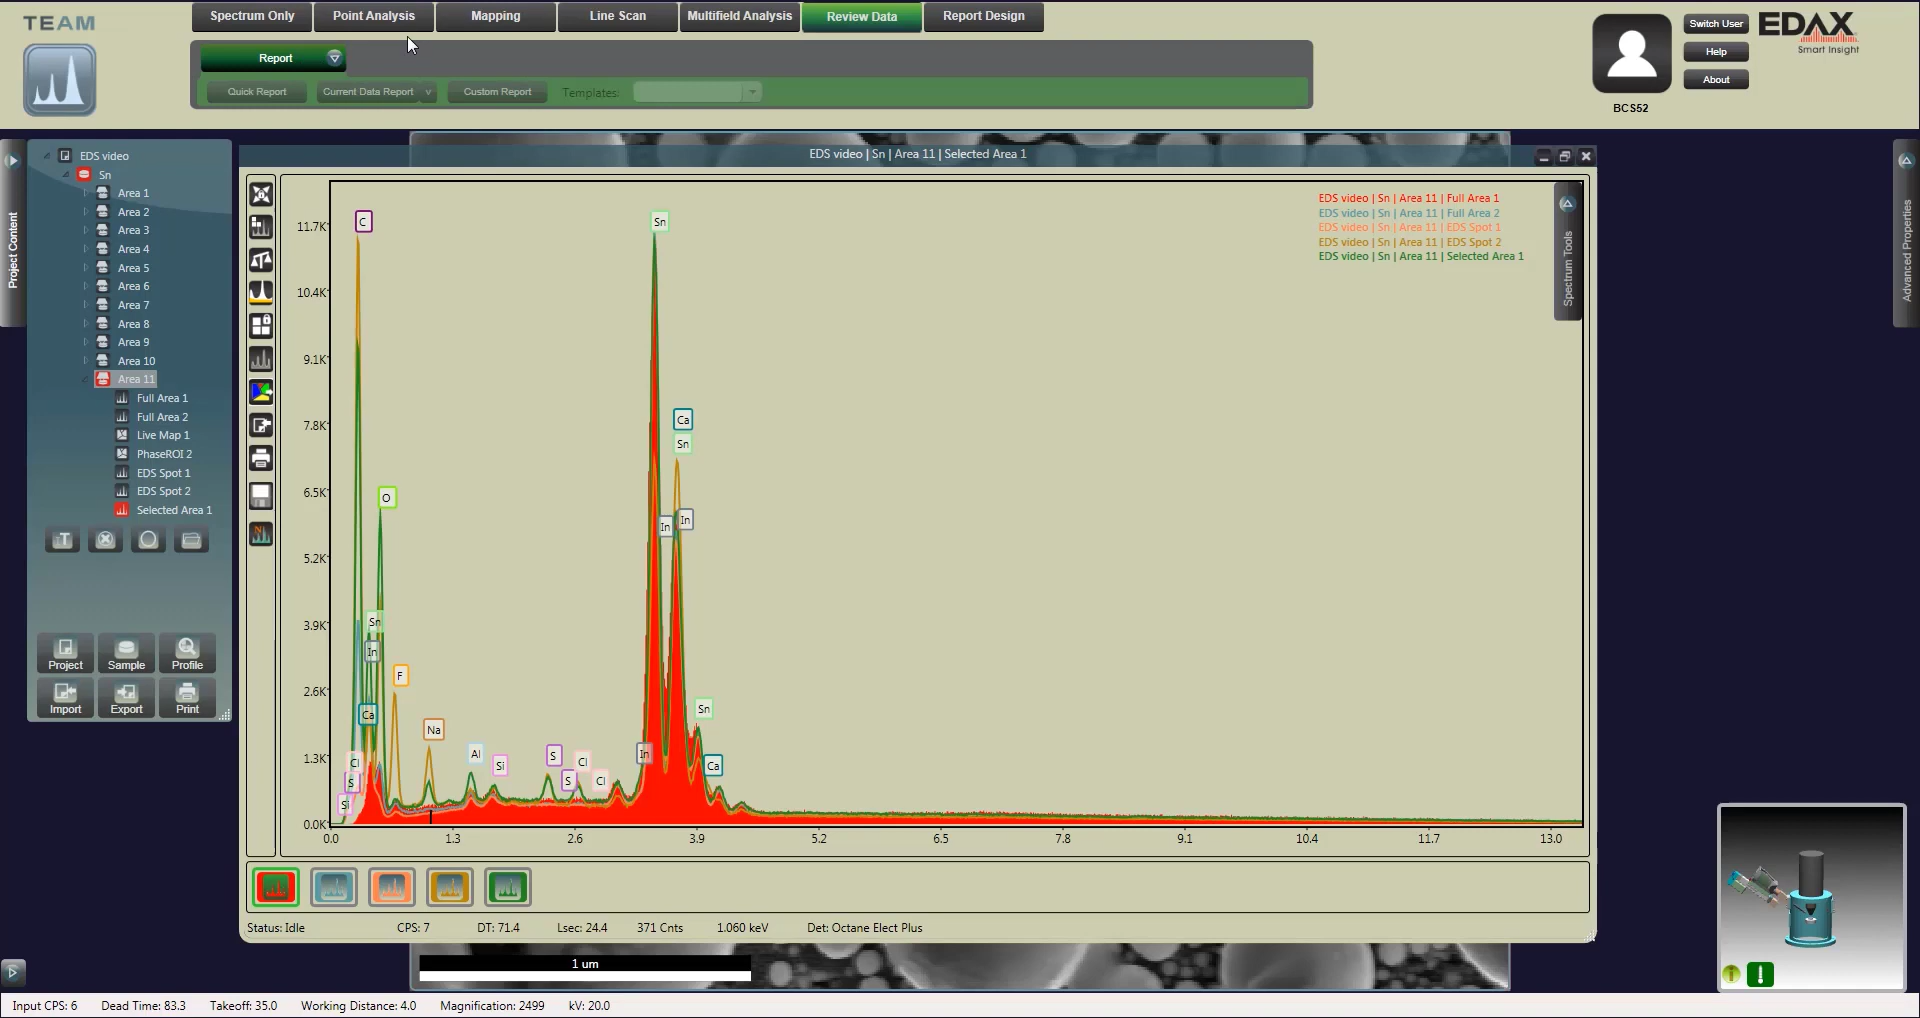 TEAM
Spectrum Only
Point Analysis
Mapping
Line Scan
Multifield Analysis
Review Data
Report Design
Report
Quick Report
Current Data Report
Custom Report
Templates:
BCS52
Switch User
Help
About
EDAX
Smart Insight
Project Content
EDS video
Sn
Area 1
Area 2
Area 3
Area 4
Area 5
Area 6
Area 7
Area 8
Area 9
Area 10
Area 11
Full Area 1
Full Area 2
Live Map 1
PhaseROI 2
EDS Spot 1
EDS Spot 2
Selected Area 1
T
Project
Sample
Profile
Import
Export
Print
EDS video | Sn | Area 11 | Selected Area 1
EDS video | Sn | Area 11 | Full Area 1
EDS video | Sn | Area 11 | Full Area 2
EDS video | Sn | Area 11 | EDS Spot 1
EDS video | Sn | Area 11 | EDS Spot 2
EDS video | Sn | Area 11 | Selected Area 1
Spectrum Tools
Advanced Properties
11.7K
10.4K
9.1K
7.8K
6.5K
5.2K
3.9K
2.6K
1.3K
0.0K
C
Sn
Ca
Sn
O
In
In
Sn
In
F
Ca
Na
Sn
Al
Si
S
Cl
S
Cl
In
Ca
Cl
S
Si
0.0
1.3
2.6
3.9
5.2
6.5
7.8
9.1
10.4
11.7
13.0
Status: Idle
CPS: 7
DT: 71.4
Lsec: 24.4
371 Cnts
1.060 keV
Det: Octane Elect Plus
1 um
Input CPS: 6
Dead Time: 83.3
Takeoff: 35.0
Working Distance: 4.0
Magnification: 2499
kV: 20.0